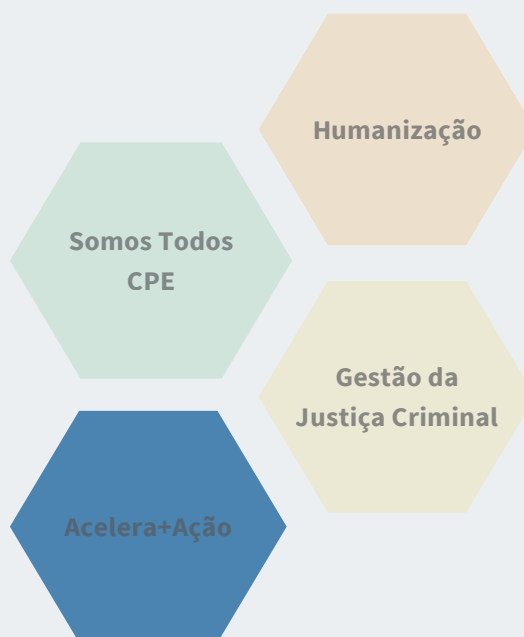 Humanização
Somos Todos
CPE
Gestão da
Justiça Criminal
Acelera+Ação